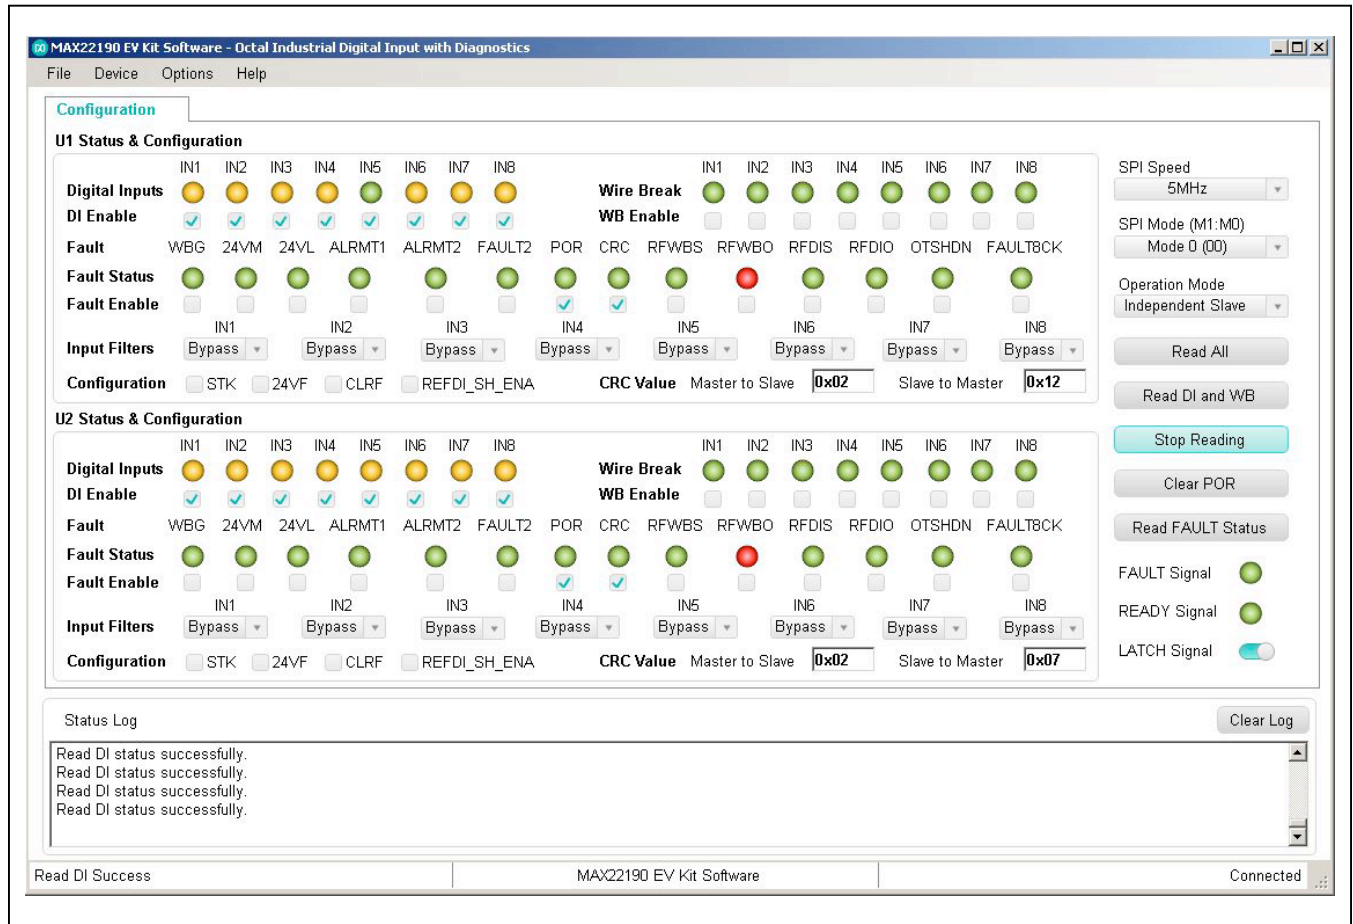 MAX22190 EV Kit Software - Octal Industrial Digital Input with Diagnostics
File Device Options Help
Configuration
U1 Status & Configuration
IN1 IN2 IN3 IN4 IN5 IN6 IN7 IN8 IN1 IN2 IN3 IN4 IN5 IN6 IN7 IN8
Digital Inputs Wire Break
DI Enable WB Enable
Fault WBG 24VM 24VL ALRMT1 ALRMT2 FAULT2 POR CRC RFWBS RFWBO RFDIS RFDIO OTSHDN FAULT8CK
Fault Status
Fault Enable
IN1 IN2 IN3 IN4 IN5 IN6 IN7 IN8
Input Filters Bypass Bypass Bypass Bypass Bypass Bypass Bypass Bypass
Configuration STK 24VF CLRF REFDI_SH_ENA CRC Value Master to Slave 0x02 Slave to Master 0x12
U2 Status & Configuration
IN1 IN2 IN3 IN4 IN5 IN6 IN7 IN8 IN1 IN2 IN3 IN4 IN5 IN6 IN7 IN8
Digital Inputs Wire Break
DI Enable WB Enable
Fault WBG 24VM 24VL ALRMT1 ALRMT2 FAULT2 POR CRC RFWBS RFWBO RFDIS RFDIO OTSHDN FAULT8CK
Fault Status
Fault Enable
IN1 IN2 IN3 IN4 IN5 IN6 IN7 IN8
Input Filters Bypass Bypass Bypass Bypass Bypass Bypass Bypass Bypass
Configuration STK 24VF CLRF REFDI_SH_ENA CRC Value Master to Slave 0x02 Slave to Master 0x07
SPI Speed
5MHz
SPI Mode (M1:M0)
Mode 0 (00)
Operation Mode
Independent Slave
Read All
Read DI and WB
Stop Reading
Clear POR
Read FAULT Status
FAULT Signal
READY Signal
LATCH Signal
Status Log
Clear Log
Read DI status successfully.
Read DI status successfully.
Read DI status successfully.
Read DI status successfully.
Read DI Success MAX22190 EV Kit Software Connected